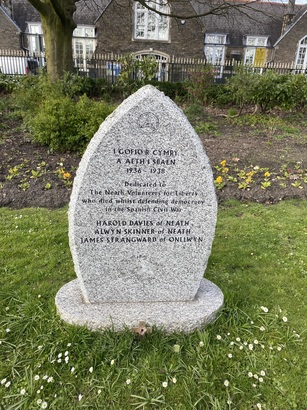 I GOFIO'R CYMRY
A AETH I SBAEN
1936 - 1938
Dedicated to
The Neath Volunteers for Liberty
who died whilst defending democracy
in the Spanish Civil War
HAROLD DAVIES of NEATH
ALWYN SKINNER of NEATH
JAMES STRANGWARD of ONLLWYN